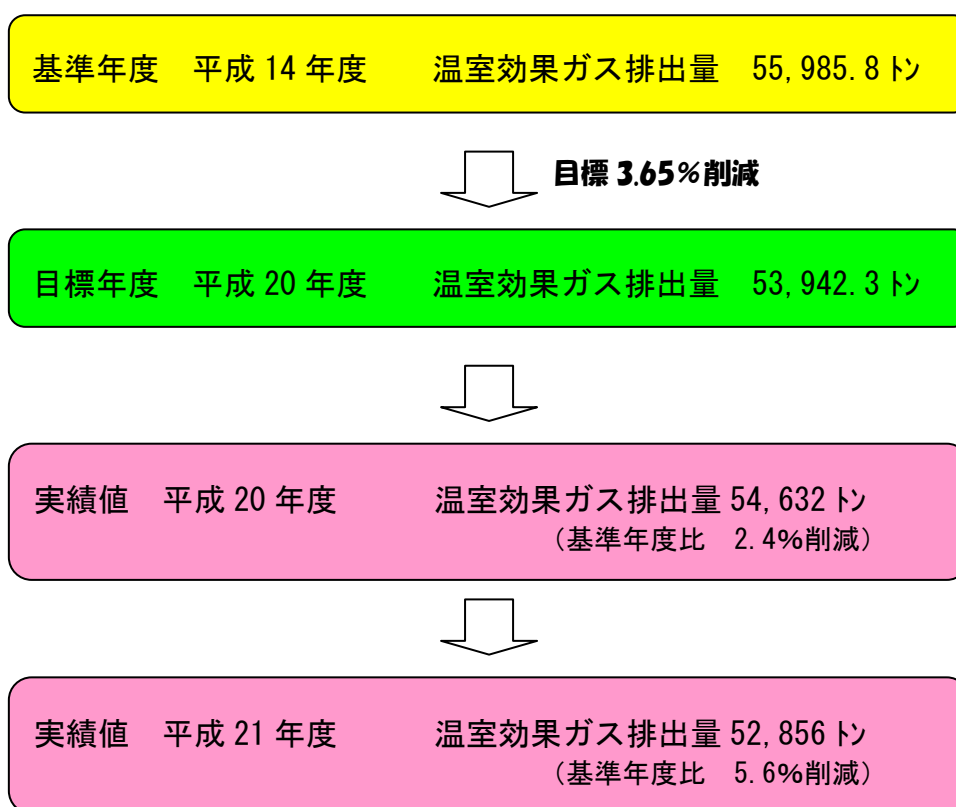 基準年度　平成 14 年度　　温室効果ガス排出量　55,985.8 ﾄﾝ
目標 3.65％削減
目標年度　平成 20 年度　　温室効果ガス排出量　53,942.3 ﾄﾝ
実績値　平成 20 年度　　　温室効果ガス排出量 54,632 ﾄﾝ
（基準年度比　2.4％削減）
実績値　平成 21 年度　　　温室効果ガス排出量 52,856 ﾄﾝ
（基準年度比　5.6％削減）